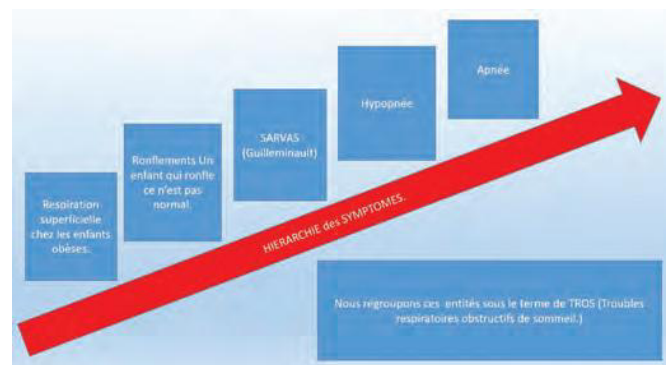 Respiration
superficielle
chez les enfants
obèses.
Ronflements Un
enfant qui ronfle
ce n'est pas
normal.
SARVAS
(Guilleminault)
Hypopnée
Apnée
HIERARCHIE des SYMPTOMES.
Nous regroupons ces entités sous le terme de TROS (Troubles
respiratoires obstructifs de sommeil.)